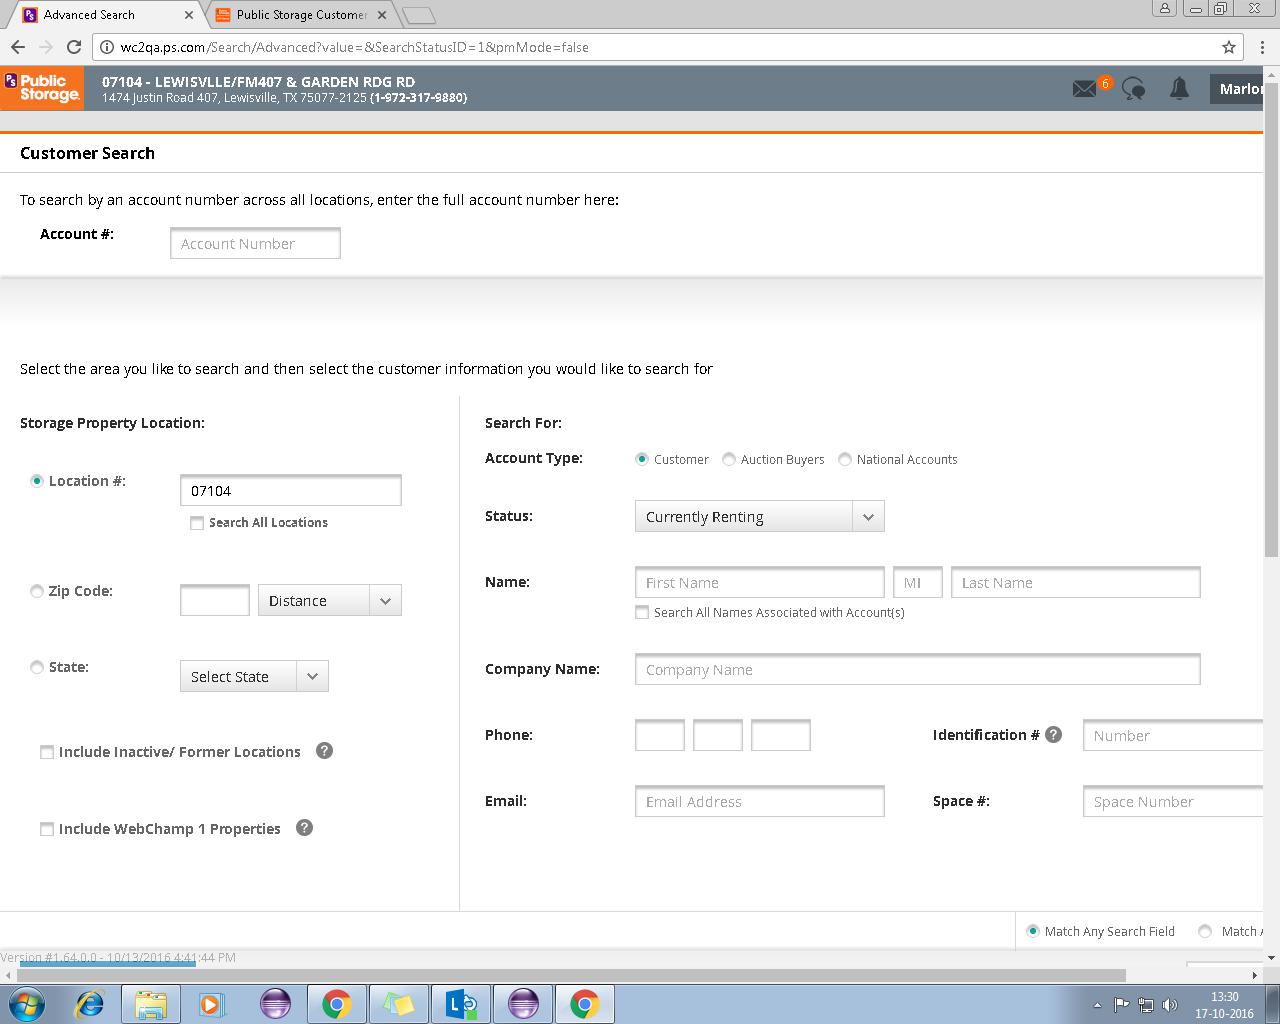 Advanced Search
Public Storage Customer
wc2qa.ps.com/Search/Advanced?value=&SearchStatusID=1&pmMode=false
PS Public Storage.
07104 - LEWISVLLE/FM407 & GARDEN RDG RD
1474 Justin Road 407, Lewisville, TX 75077-2125 (1-972-317-9880)
6
Marlo
Customer Search
To search by an account number across all locations, enter the full account number here:
Account #:
Account Number
Select the area you like to search and then select the customer information you would like to search for
Storage Property Location:
Search For:
Account Type:
Customer
Auction Buyers
National Accounts
Location #:
07104
Search All Locations
Status:
Currently Renting
Zip Code:
Distance
Name:
First Name
MI
Last Name
Search All Names Associated with Account(s)
State:
Select State
Company Name:
Company Name
Phone:
Identification #
?
Number
Include Inactive/ Former Locations
?
Email:
Email Address
Space #:
Space Number
Include WebChamp 1 Properties
?
Match Any Search Field
Match
Version #1.64.0.0 - 10/13/2016 4:41:44 PM
13:30
17-10-2016